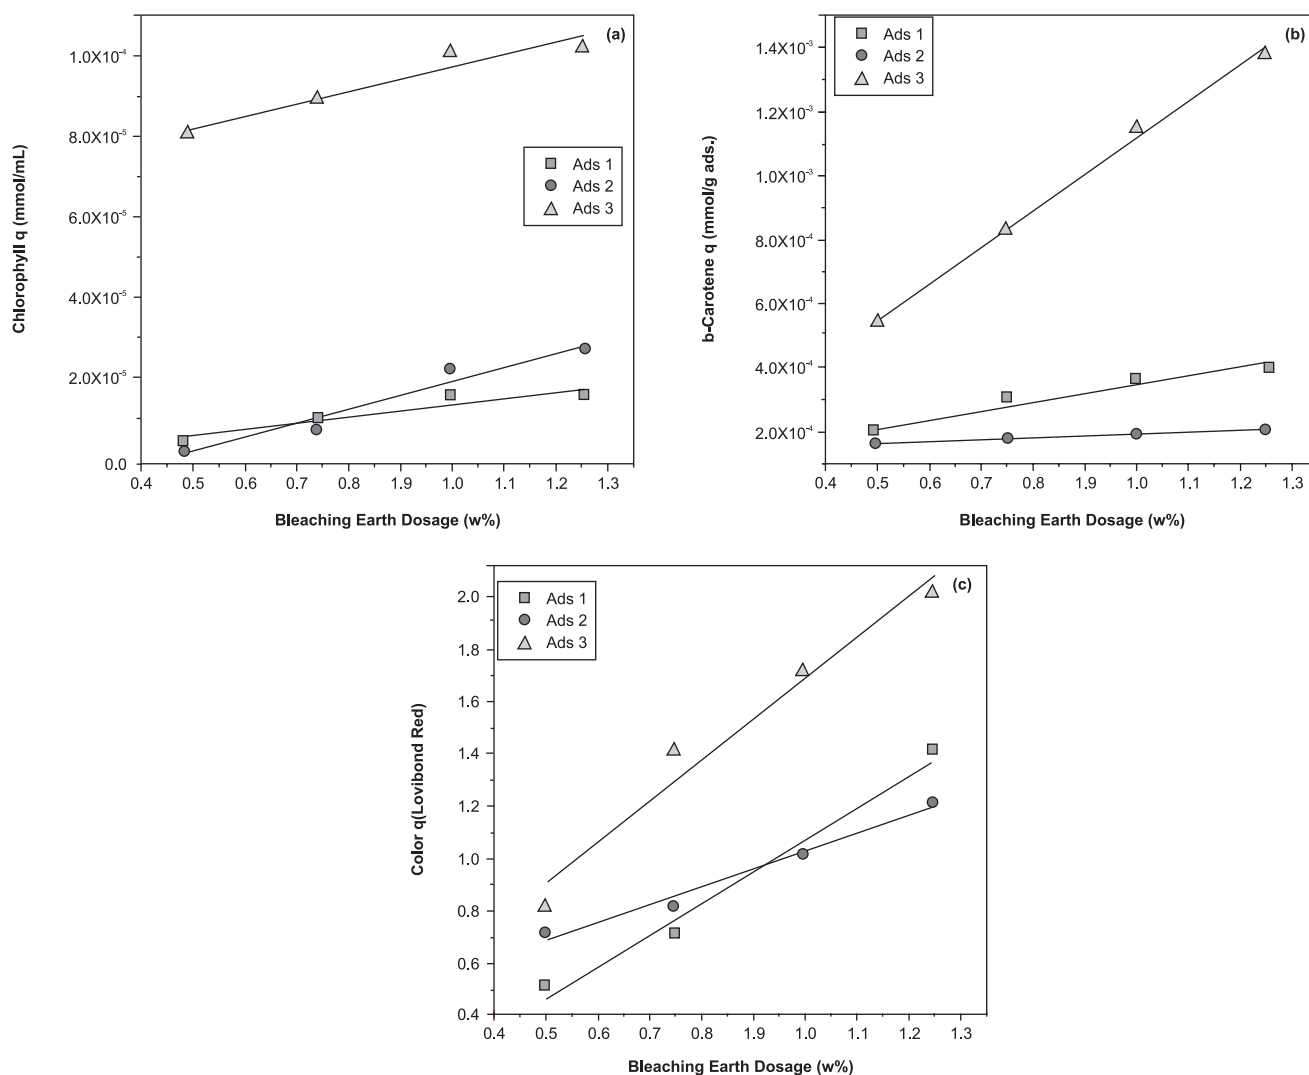 (a)
Chlorophyll q (mmol/mL)
1.0X10⁻⁴
8.0X10⁻⁵
6.0X10⁻⁵
4.0X10⁻⁵
2.0X10⁻⁵
0.0
Ads 1
Ads 2
Ads 3
0.4 0.5 0.6 0.7 0.8 1.9 1.0 1.1 1.2 1.3
Bleaching Earth Dosage (w%)
(b)
b-Carotene q (mmol/g ads.)
Ads 1
Ads 2
Ads 3
1.4X10⁻³
1.2X10⁻³
1.0X10⁻³
8.0X10⁻⁴
6.0X10⁻⁴
4.0X10⁻⁴
2.0X10⁻⁴
0.4 0.5 0.6 0.7 0.8 1.9 1.0 1.1 1.2 1.3
Bleaching Earth Dosage (w%)
(c)
Color q(Lovibond Red)
Ads 1
Ads 2
Ads 3
2.0
1.8
1.6
1.4
1.2
1.0
0.8
0.6
0.4
0.4 0.5 0.6 0.7 0.8 1.9 1.0 1.1 1.2 1.3
Bleaching Earth Dosage (w%)